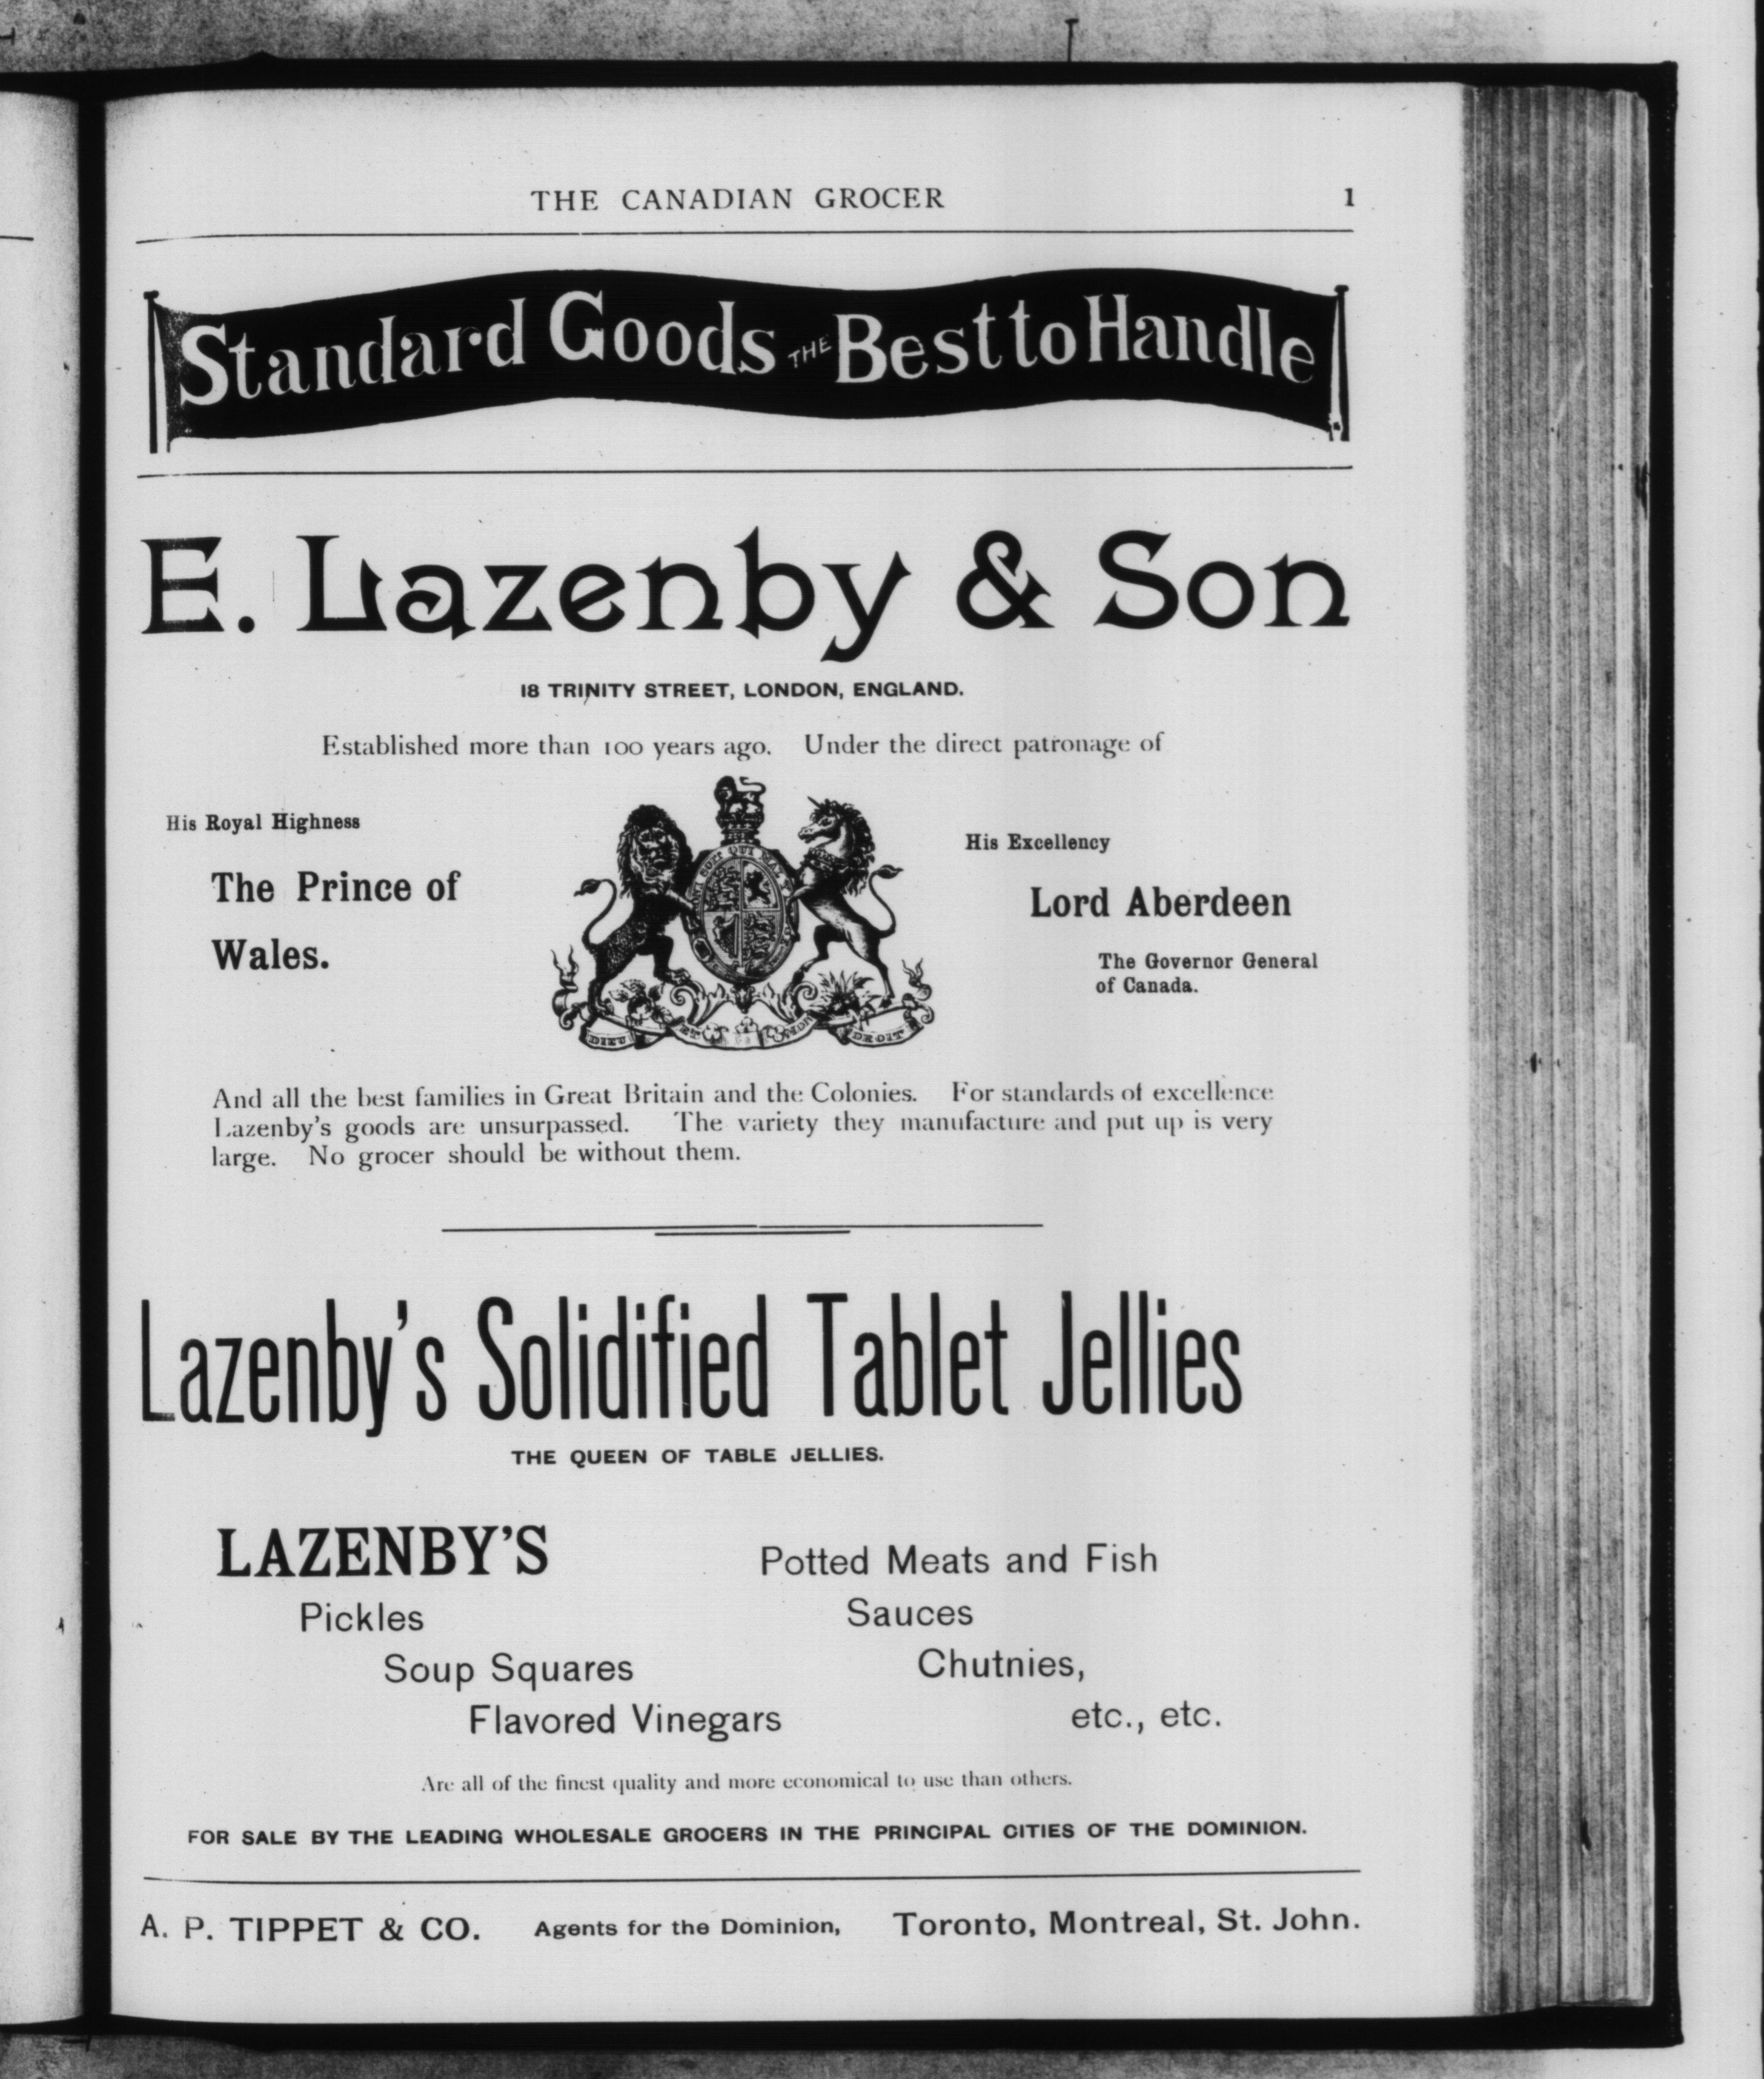 THE CANADIAN GROCER 1
Standard Goods THE Best to Handle
E. Lazenby & Son
18 TRINITY STREET, LONDON, ENGLAND.
Established more than 100 years ago. Under the direct patronage of
His Royal Highness
The Prince of
Wales.
DIEU ET MON DROIT
His Excellency
Lord Aberdeen
The Governor General
of Canada.
And all the best families in Great Britain and the Colonies. For standards of excellence
Lazenby's goods are unsurpassed. The variety they manufacture and put up is very
large. No grocer should be without them.
Lazenby's Solidified Tablet Jellies
THE QUEEN OF TABLE JELLIES.
LAZENBY'S
Pickles
Soup Squares
Flavored Vinegars
Potted Meats and Fish
Sauces
Chutnies,
etc., etc.
Are all of the finest quality and more economical to use than others.
FOR SALE BY THE LEADING WHOLESALE GROCERS IN THE PRINCIPAL CITIES OF THE DOMINION.
A. P. TIPPET & CO. Agents for the Dominion, Toronto, Montreal, St. John.